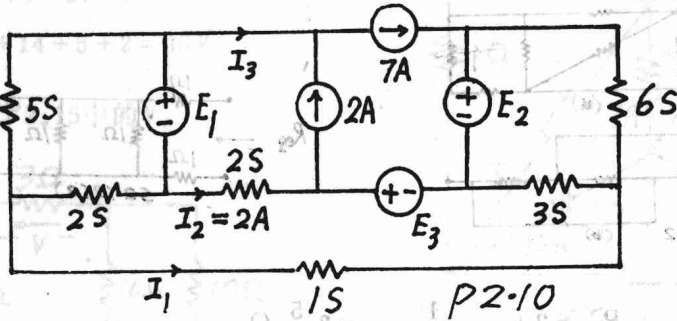 I₃
7A
5S
+
-
E₁
2A
+
-
E₂
6S
2S
2S
I₂ = 2A
+ -
E₃
3S
I₁
1S
P2.10